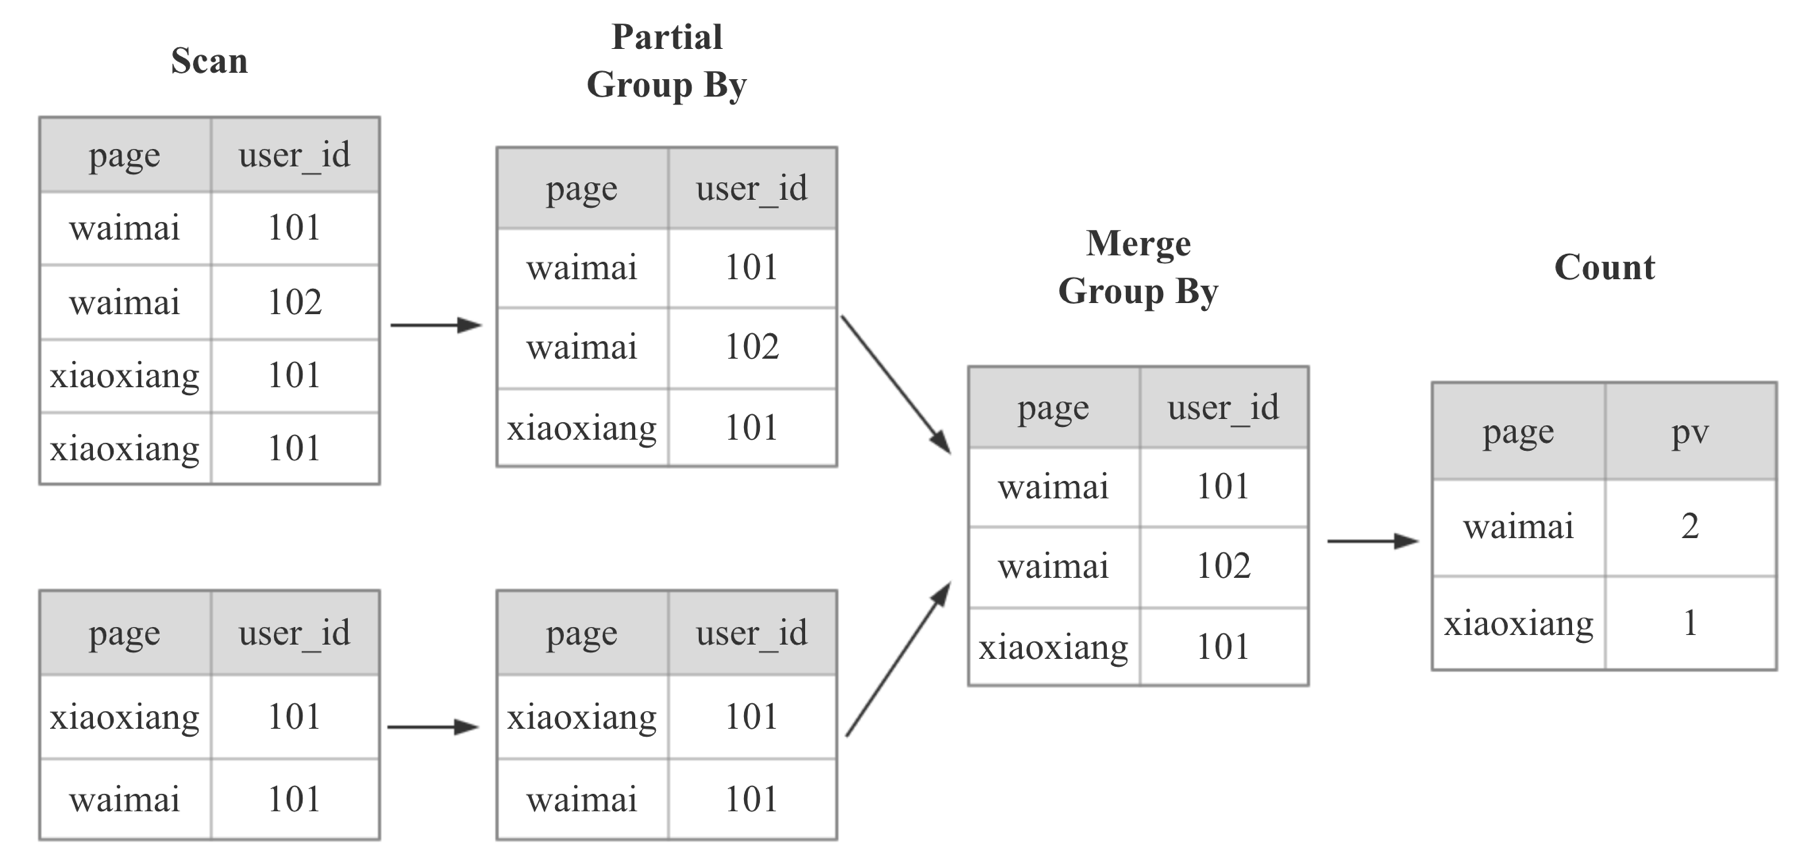 Scan
page user_id
waimai 101
waimai 102
xiaoxiang 101
xiaoxiang 101
page user_id
xiaoxiang 101
waimai 101
Partial
Group By
page user_id
waimai 101
waimai 102
xiaoxiang 101
page user_id
xiaoxiang 101
waimai 101
Merge
Group By
page user_id
waimai 101
waimai 102
xiaoxiang 101
Count
page pv
waimai 2
xiaoxiang 1